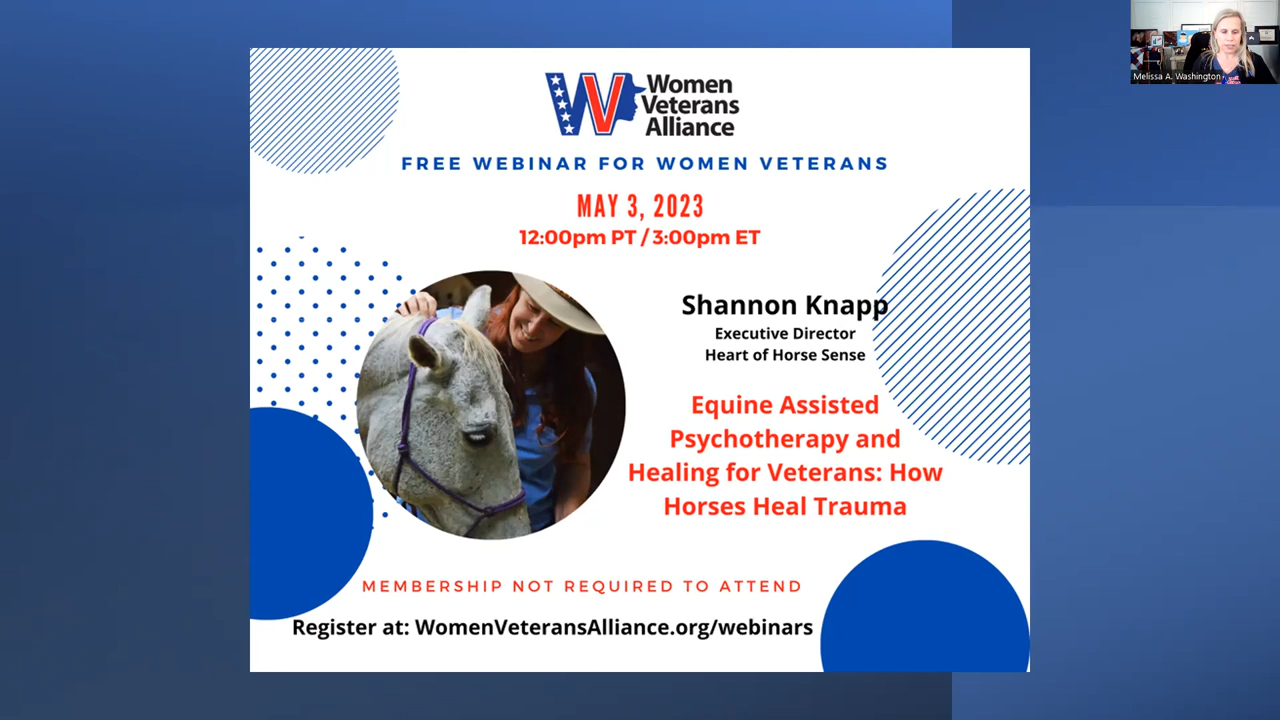 Women
Veterans
Alliance
FREE WEBINAR FOR WOMEN VETERANS
MAY 3, 2023
12:00pm PT / 3:00pm ET
Shannon Knapp
Executive Director
Heart of Horse Sense
Equine Assisted
Psychotherapy and
Healing for Veterans: How
Horses Heal Trauma
MEMBERSHIP NOT REQUIRED TO ATTEND
Register at: WomenVeteransAlliance.org/webinars
Melissa A. Washington